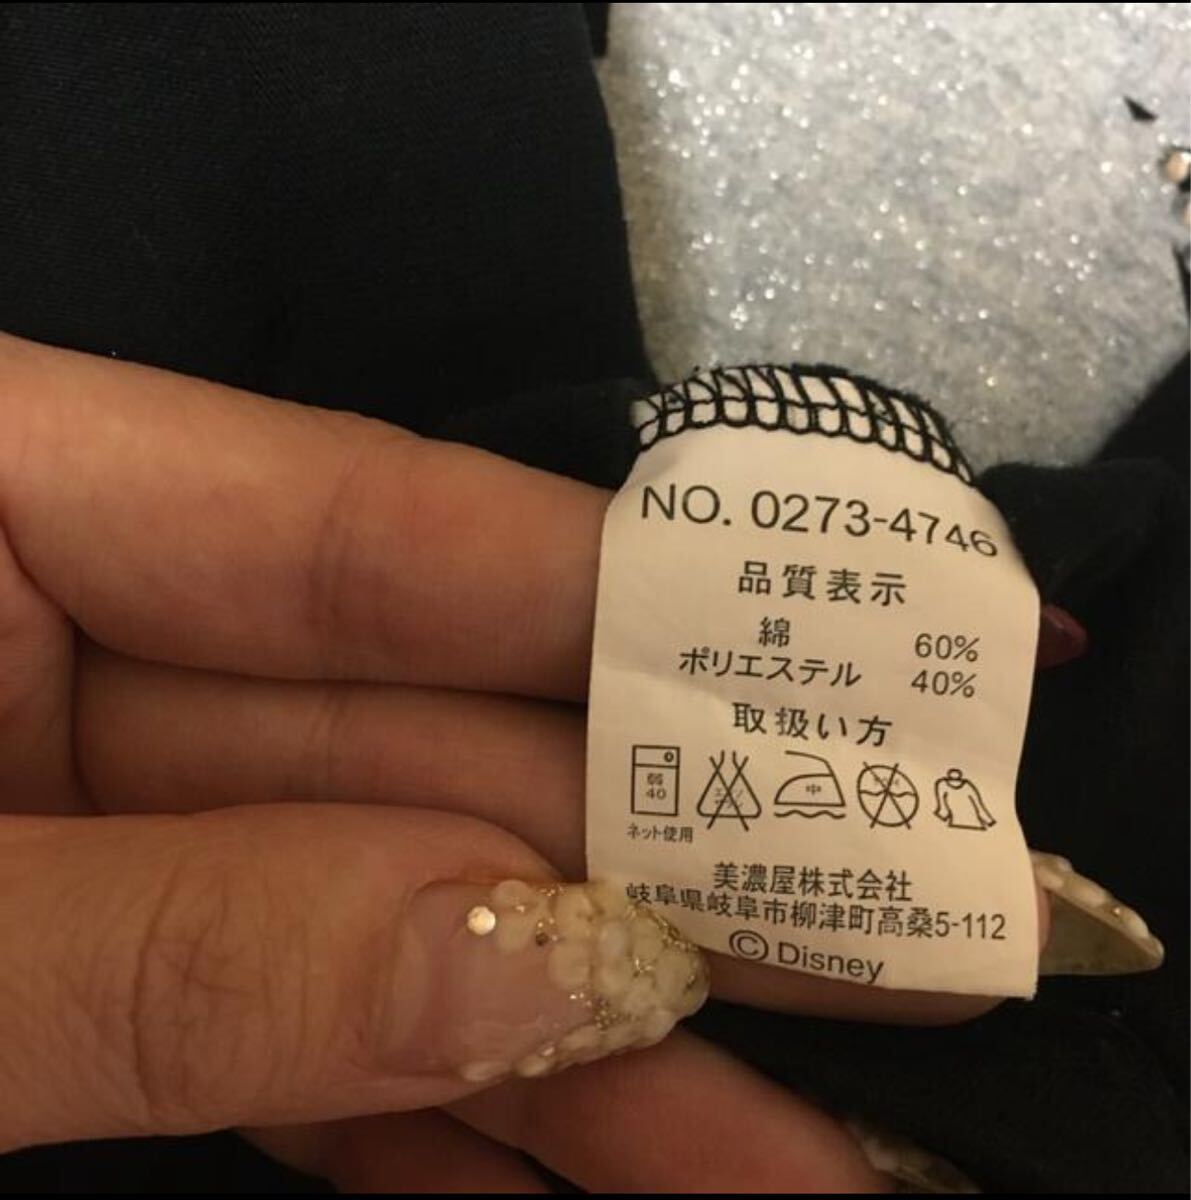 NO. 0273-4746
品質表示
綿 60%
ポリエステル 40%
取扱い方
弱
40
中
ネット使用
美濃屋株式会社
岐阜県岐阜市柳津町高桑5-112
© Disney